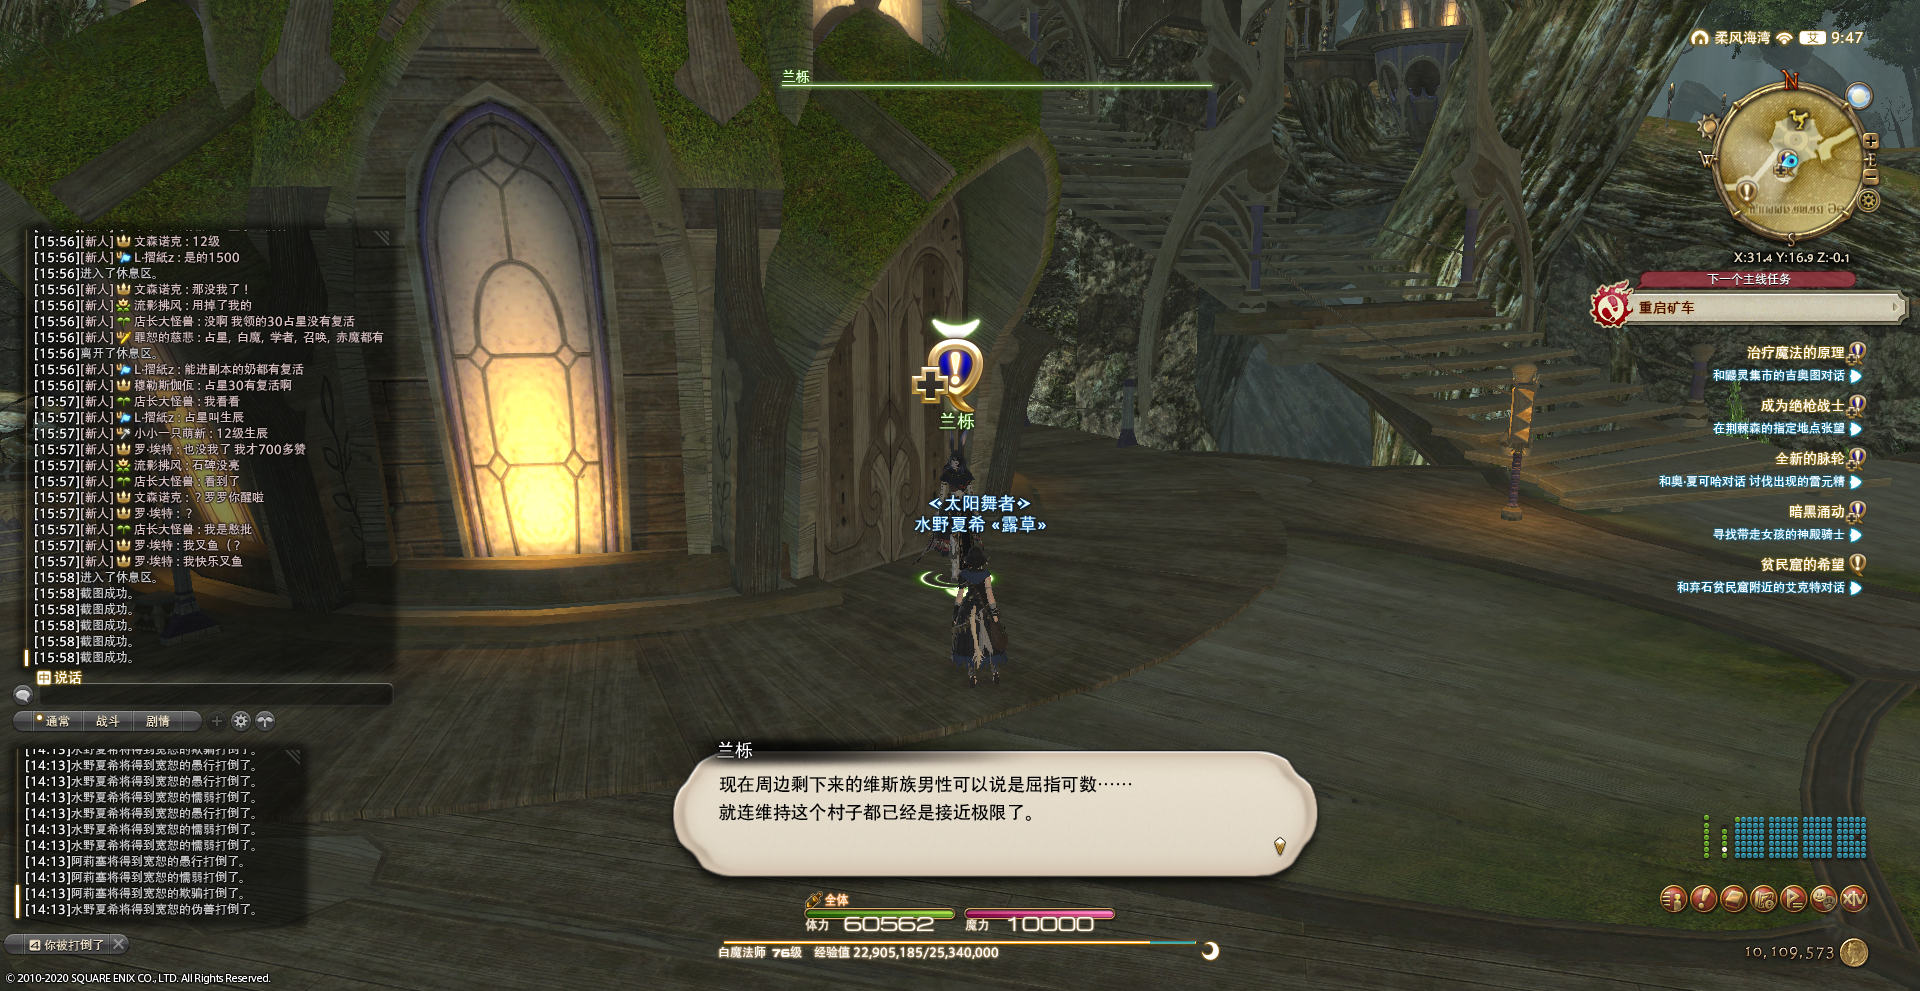 兰栎
柔风海湾
艾 9:47
N
W
E
S
X:31.4 Y:16.9 Z:-0.1
下一个主线任务
重启矿车
治疗魔法的原理
和鼹灵集市的吉奥图对话
成为绝枪战士
在荆棘森的指定地点张望
全新的脉轮
和奥·夏可哈对话 讨伐出现的雷元精
暗黑涌动
寻找带走女孩的神殿骑士
贫民窟的希望
和弃石贫民窟附近的艾克特对话
[15:56][新人]文森诺克 : 12级
[15:56][新人]L-摺紙z : 是的1500
[15:56]进入了休息区。
[15:56][新人]文森诺克 : 那没我了！
[15:56][新人]流影拂风 : 用掉了我的
[15:56][新人]店长大怪兽 : 没啊 我领的30占星没有复活
[15:56][新人]罪恕的慈悲 : 占星, 白魔, 学者, 召唤, 赤魔都有
[15:56]离开了休息区。
[15:56][新人]L-摺紙z : 能进副本的奶都有复活
[15:56][新人]穆勒斯伽佤 : 占星30有复活啊
[15:57][新人]店长大怪兽 : 我看看
[15:57][新人]L-摺紙z : 占星叫生辰
[15:57][新人]小小一只萌新 : 12级生辰
[15:57][新人]罗·埃特 : 也没我了 我才700多赞
[15:57][新人]流影拂风 : 石碑没亮
[15:57][新人]店长大怪兽 : 看到了
[15:57][新人]文森诺克 : ？罗罗你醒啦
[15:57][新人]罗·埃特 : ？
[15:57][新人]店长大怪兽 : 我是憨批
[15:57][新人]罗·埃特 : 我叉鱼（？
[15:57][新人]罗·埃特 : 我快乐叉鱼
[15:58]进入了休息区。
[15:58]截图成功。
[15:58]截图成功。
[15:58]截图成功。
[15:58]截图成功。
[15:58]截图成功。
说话
通常 战斗 剧情
兰栎
太阳舞者
水野夏希 «露草»
[14:13]水野夏希将得到宽恕的欺骗打倒了。
[14:13]水野夏希将得到宽恕的愚行打倒了。
[14:13]水野夏希将得到宽恕的愚行打倒了。
[14:13]水野夏希将得到宽恕的懦弱打倒了。
[14:13]水野夏希将得到宽恕的愚行打倒了。
[14:13]水野夏希将得到宽恕的懦弱打倒了。
[14:13]水野夏希将得到宽恕的懦弱打倒了。
[14:13]阿莉塞将得到宽恕的愚行打倒了。
[14:13]阿莉塞将得到宽恕的懦弱打倒了。
[14:13]阿莉塞将得到宽恕的欺骗打倒了。
[14:13]水野夏希将得到宽恕的伪善打倒了。
4 你被打倒了
兰栎
现在周边剩下来的维斯族男性可以说是屈指可数……
就连维持这个村子都已经是接近极限了。
全体
体力 60562 魔力 10000
白魔法师 76级 经验值 22,905,185/25,340,000
10,109,573
© 2010-2020 SQUARE ENIX CO., LTD. All Rights Reserved.